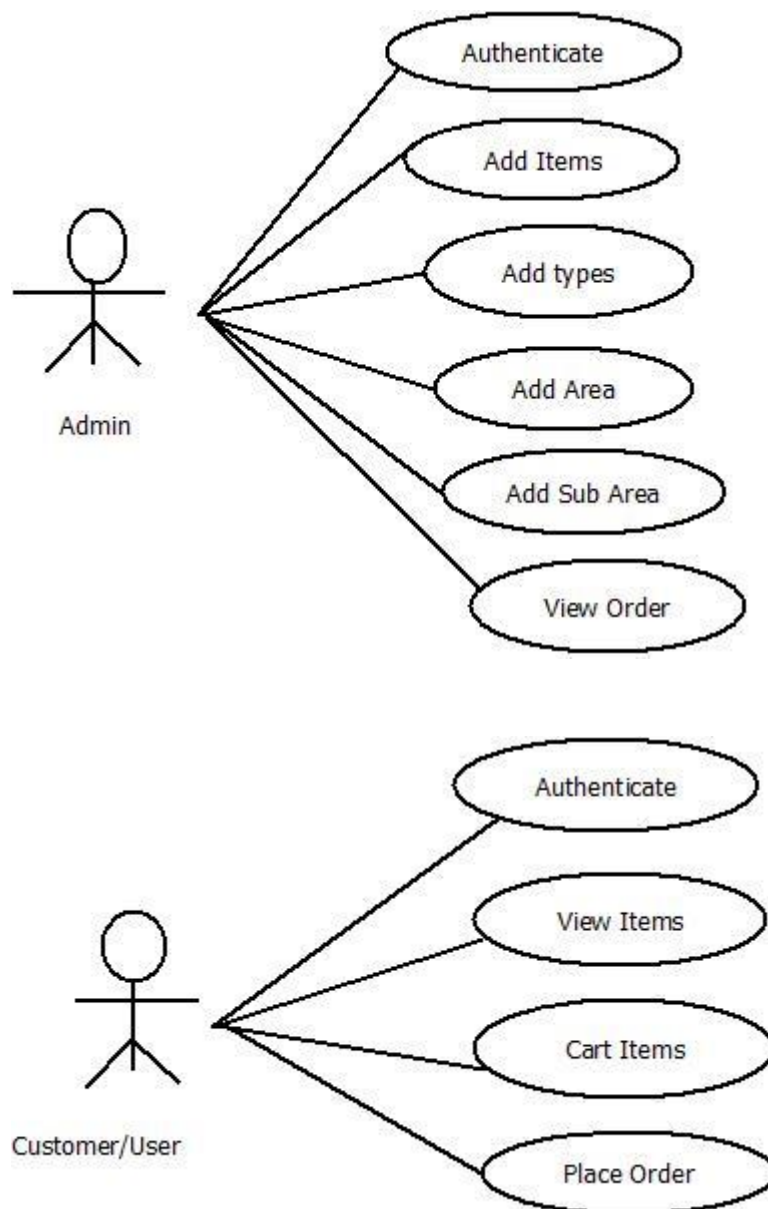 Authenticate
Add Items
Add types
Add Area
Admin
Add Sub Area
View Order
Authenticate
View Items
Cart Items
Customer/User
Place Order